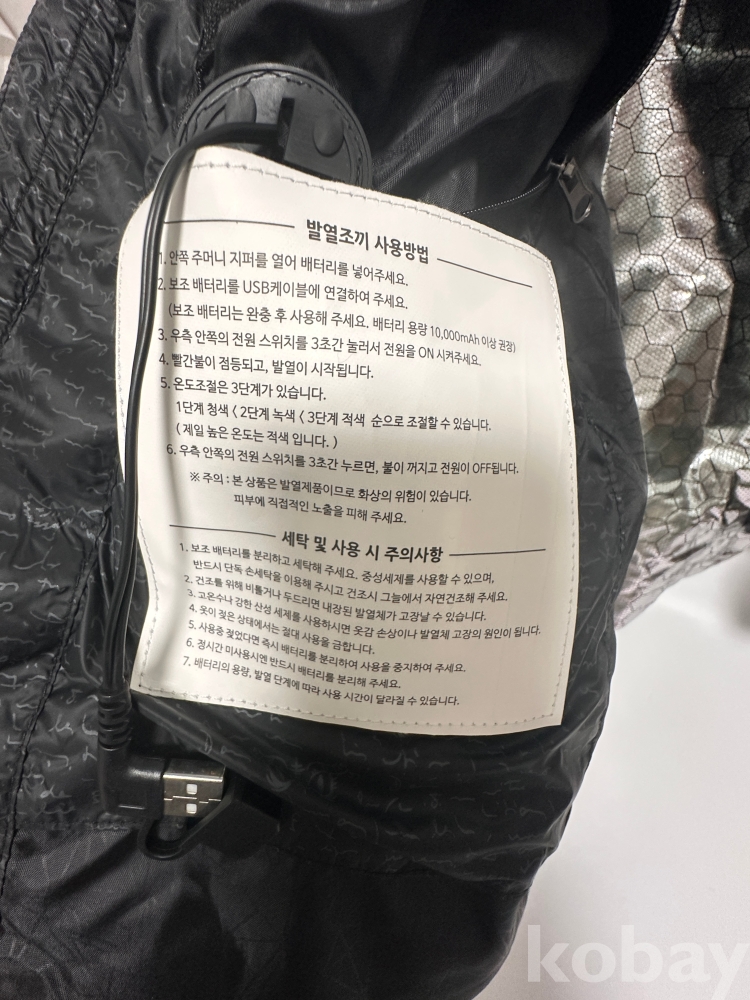 발열조끼 사용방법
1. 안쪽 주머니 지퍼를 열어 배터리를 넣어주세요.
2. 보조 배터리를 USB케이블에 연결하여 주세요.
(보조 배터리는 완충 후 사용해 주세요. 배터리 용량 10,000mAh 이상 권장)
3. 우측 안쪽의 전원 스위치를 3초간 눌러서 전원을 ON 시켜주세요.
4. 빨간불이 점등되고, 발열이 시작됩니다.
5. 온도조절은 3단계가 있습니다.
1단계 청색 < 2단계 녹색 < 3단계 적색 순으로 조절할 수 있습니다.
( 제일 높은 온도는 적색 입니다. )
6. 우측 안쪽의 전원 스위치를 3초간 누르면, 불이 꺼지고 전원이 OFF됩니다.
※ 주의 : 본 상품은 발열제품이므로 화상의 위험이 있습니다.
피부에 직접적인 노출을 피해 주세요.
세탁 및 사용 시 주의사항
1. 보조 배터리를 분리하고 세탁해 주세요. 중성세제를 사용할 수 있으며,
반드시 단독 손세탁을 이용해 주시고 건조시 그늘에서 자연건조해 주세요.
2. 건조를 위해 비틀거나 두드리면 내장된 발열체가 고장날 수 있습니다.
3. 고온수나 강한 산성 세제를 사용하시면 옷감 손상이나 발열체 고장의 원인이 됩니다.
4. 옷이 젖은 상태에서는 절대 사용을 금합니다.
5. 사용중 젖었다면 즉시 배터리를 분리하여 사용을 중지하여 주세요.
6. 정시간 미사용시엔 반드시 배터리를 분리해 주세요.
7. 배터리의 용량, 발열 단계에 따라 사용 시간이 달라질 수 있습니다.
kobay